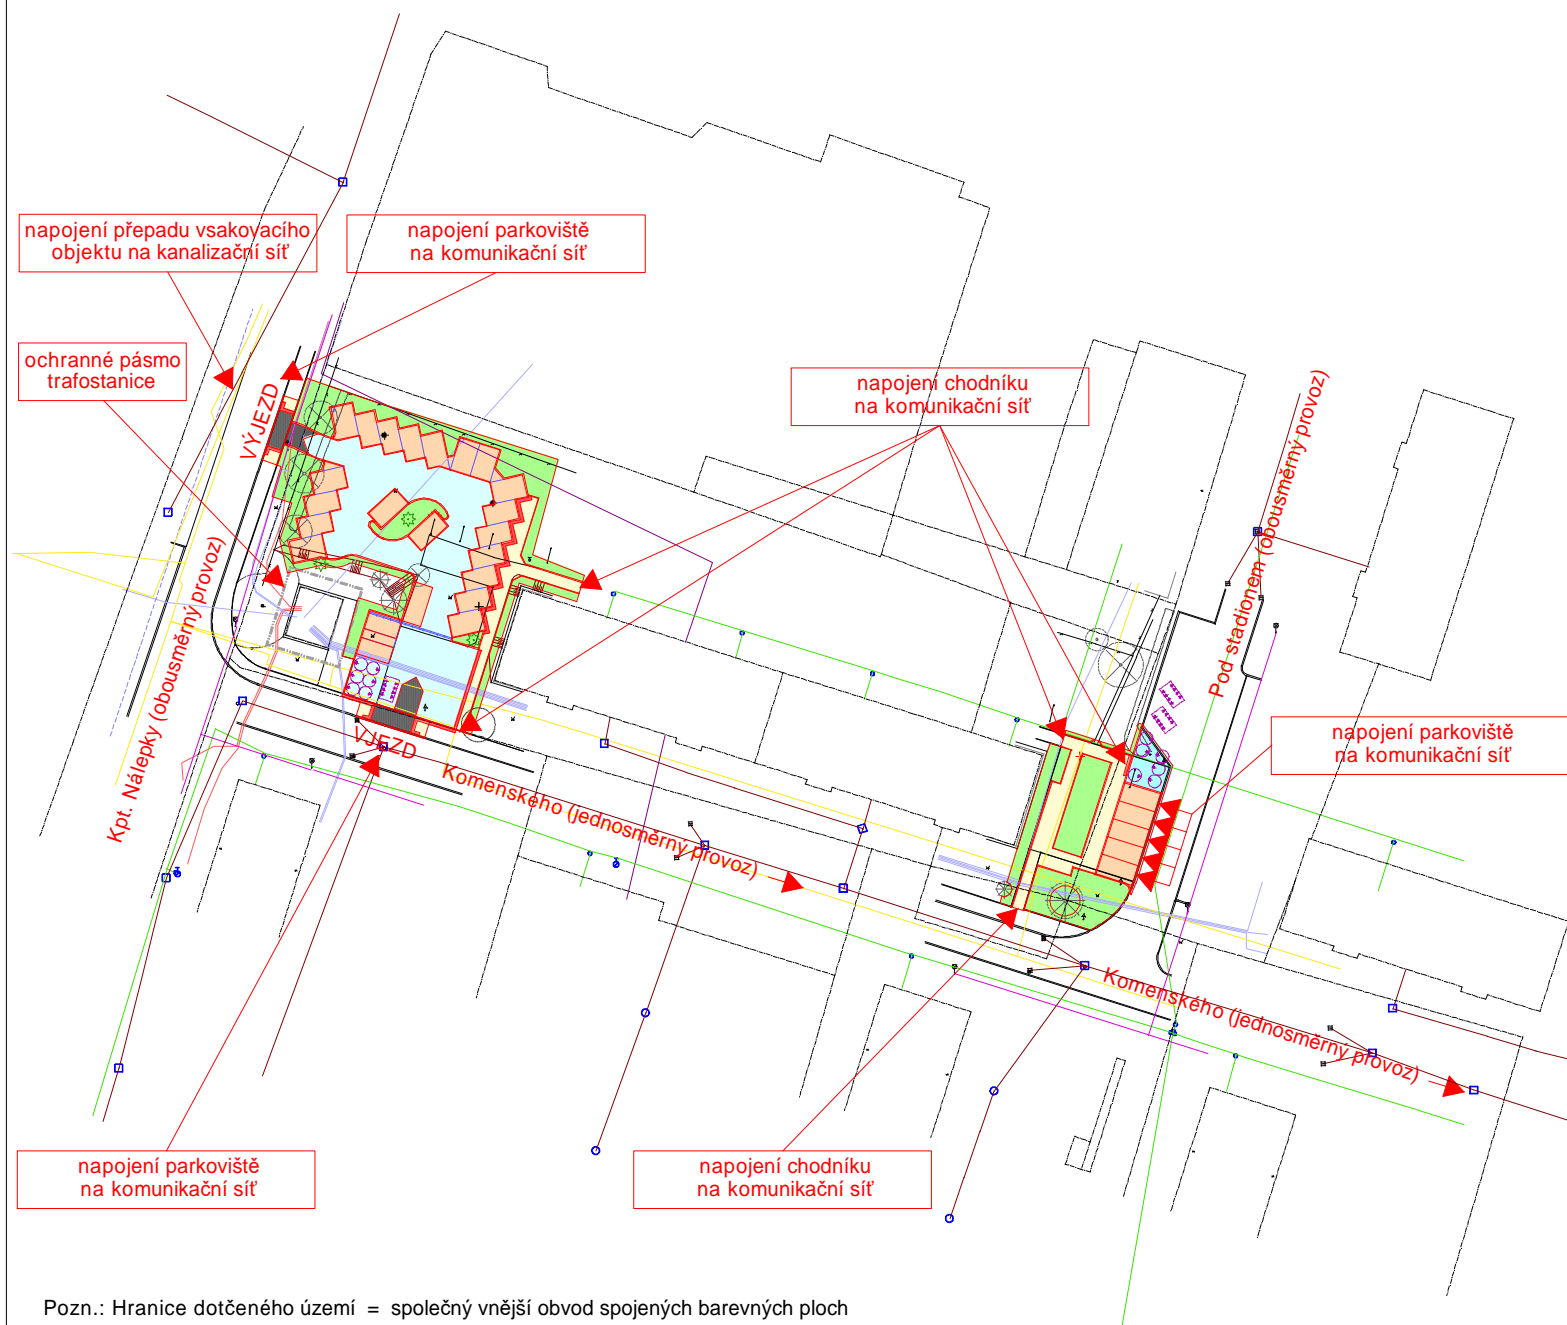 napojení přepadu vsakovacího
objektu na kanalizační síť
napojení parkoviště
na komunikační síť
ochranné pásmo
trafostanice
napojení chodníku
na komunikační síť
VÝJEZD
Kpt. Nálepky (obousměrný provoz)
Pod stadionem (obousměrný provoz)
napojení parkoviště
na komunikační síť
VJEZD
Komenského (jednosměrný provoz)
Komenského (jednosměrný provoz)
napojení parkoviště
na komunikační síť
napojení chodníku
na komunikační síť
Pozn.: Hranice dotčeného území = společný vnější obvod spojených barevných ploch